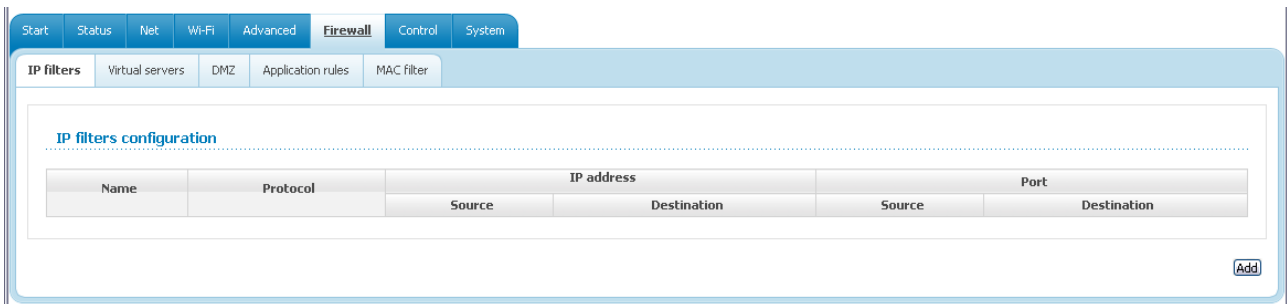 Start Status Net Wi-Fi Advanced Firewall Control System
IP filters Virtual servers DMZ Application rules MAC filter
IP filters configuration
Name Protocol IP address Port
Source Destination Source Destination
Add